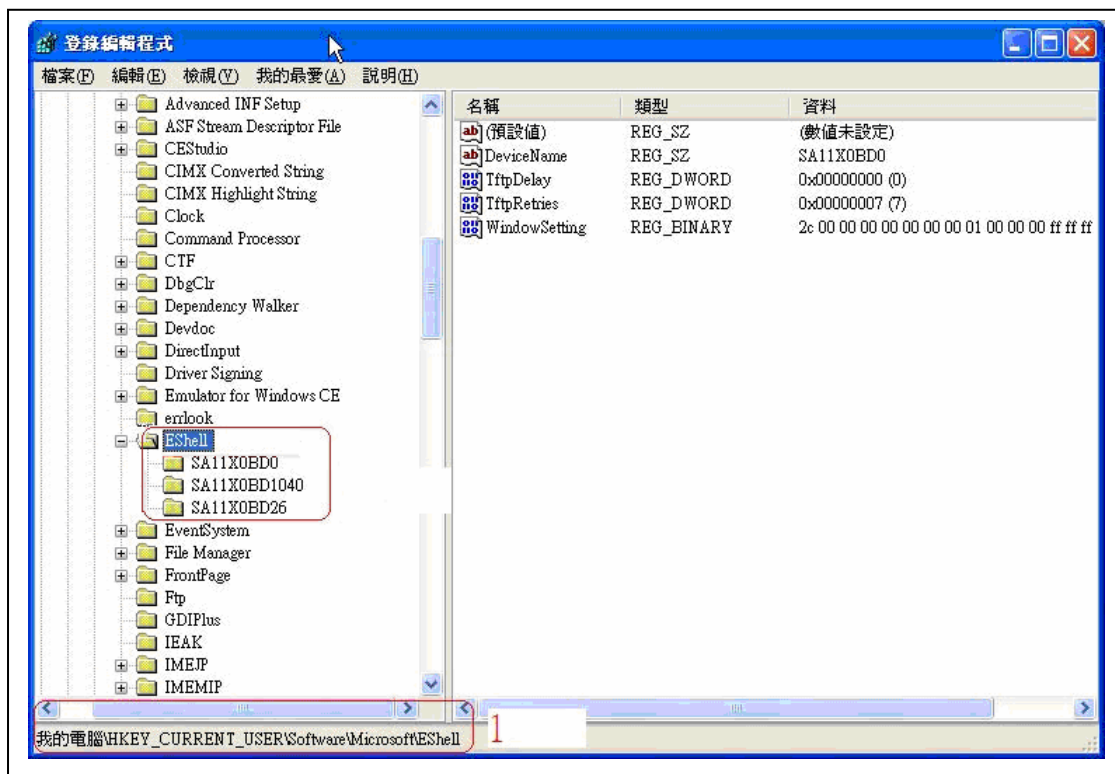 登錄編輯程式
檔案(F) 編輯(E) 檢視(V) 我的最愛(A) 說明(H)
Advanced INF Setup
ASF Stream Descriptor File
CEStudio
CIMX Converted String
CIMX Highlight String
Clock
Command Processor
CTF
DbgClr
Dependency Walker
Devdoc
DirectInput
Driver Signing
Emulator for Windows CE
errlook
EShell
SA11X0BD0
SA11X0BD1040
SA11X0BD26
EventSystem
File Manager
FrontPage
Ftp
GDIPlus
IEAK
IMEJP
IMEMIP
名稱 類型 資料
(預設值) REG_SZ (數值未設定)
DeviceName REG_SZ SA11X0BD0
TftpDelay REG_DWORD 0x00000000 (0)
TftpRetries REG_DWORD 0x00000007 (7)
WindowSetting REG_BINARY 2c 00 00 00 00 00 00 00 01 00 00 00 ff ff ff
我的電腦\HKEY_CURRENT_USER\Software\Microsoft\EShell
1